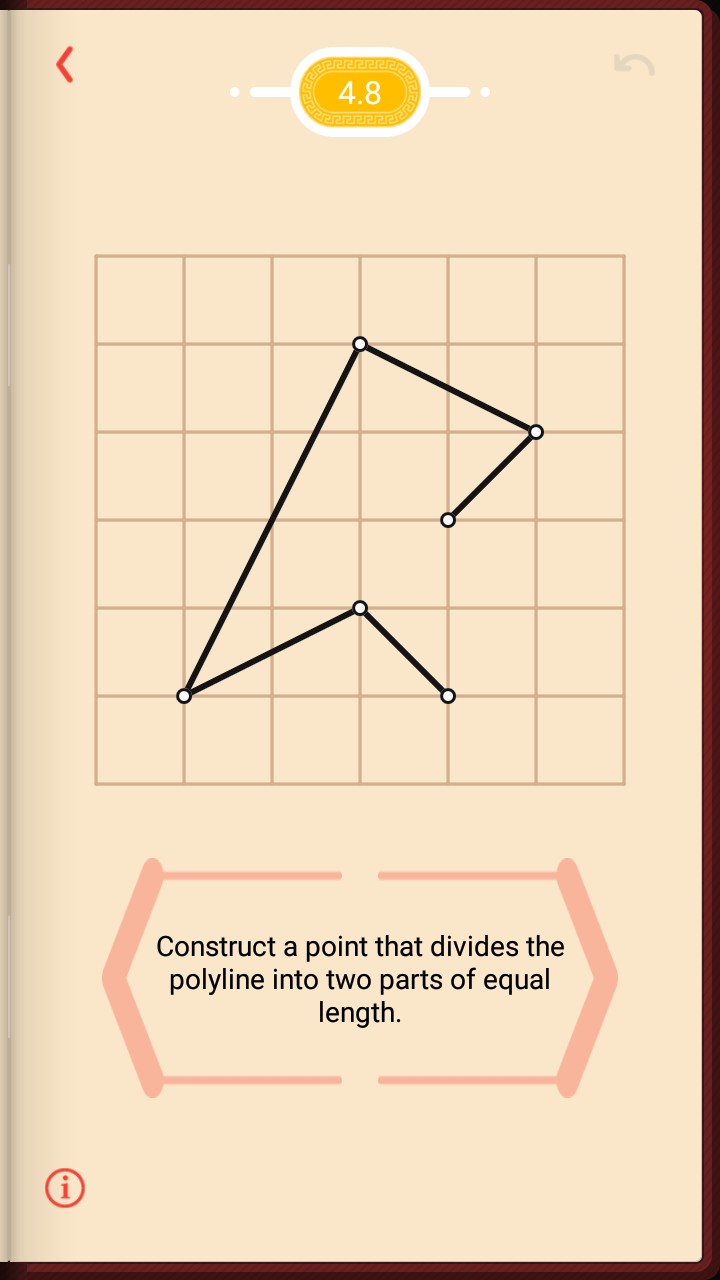 4.8
Construct a point that divides the
polyline into two parts of equal
length.
i